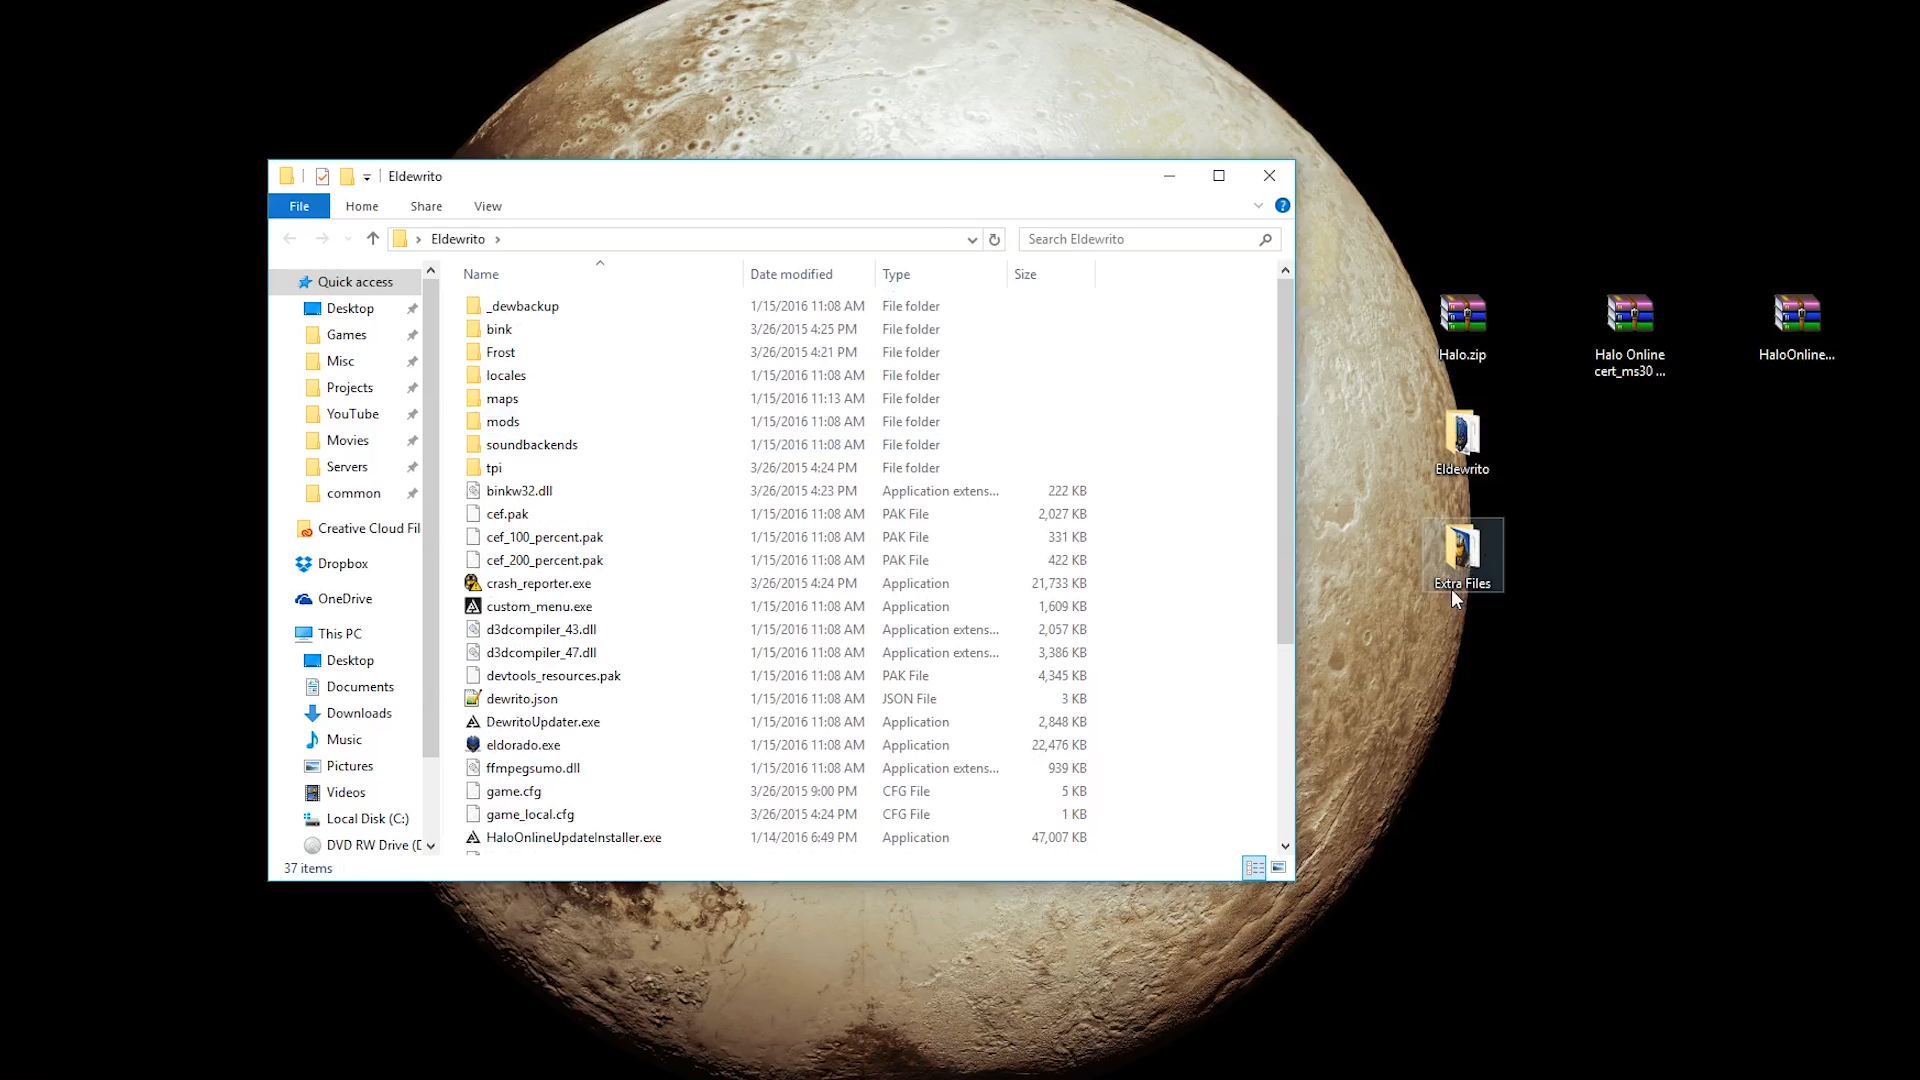 Eldewrito
File Home Share View
Eldewrito
Search Eldewrito
Name Date modified Type Size
Quick access
Desktop
Games
Misc
Projects
YouTube
Movies
Servers
common
Creative Cloud Fil
Dropbox
OneDrive
This PC
Desktop
Documents
Downloads
Music
Pictures
Videos
Local Disk (C:)
DVD RW Drive (D
_dewbackup 1/15/2016 11:08 AM File folder
bink 3/26/2015 4:25 PM File folder
Frost 3/26/2015 4:21 PM File folder
locales 1/15/2016 11:08 AM File folder
maps 1/15/2016 11:13 AM File folder
mods 1/15/2016 11:08 AM File folder
soundbackends 1/15/2016 11:08 AM File folder
tpi 3/26/2015 4:24 PM File folder
binkw32.dll 3/26/2015 4:23 PM Application extens... 222 KB
cef.pak 1/15/2016 11:08 AM PAK File 2,027 KB
cef_100_percent.pak 1/15/2016 11:08 AM PAK File 331 KB
cef_200_percent.pak 1/15/2016 11:08 AM PAK File 422 KB
crash_reporter.exe 3/26/2015 4:24 PM Application 21,733 KB
custom_menu.exe 1/15/2016 11:08 AM Application 1,609 KB
d3dcompiler_43.dll 1/15/2016 11:08 AM Application extens... 2,057 KB
d3dcompiler_47.dll 1/15/2016 11:08 AM Application extens... 3,386 KB
devtools_resources.pak 1/15/2016 11:08 AM PAK File 4,345 KB
dewrito.json 1/15/2016 11:08 AM JSON File 3 KB
DewritoUpdater.exe 1/15/2016 11:08 AM Application 2,848 KB
eldorado.exe 1/15/2016 11:08 AM Application 22,476 KB
ffmpegsumo.dll 1/15/2016 11:08 AM Application extens... 939 KB
game.cfg 3/26/2015 9:00 PM CFG File 5 KB
game_local.cfg 3/26/2015 4:24 PM CFG File 1 KB
HaloOnlineUpdateInstaller.exe 1/14/2016 6:49 PM Application 47,007 KB
37 items
Halo.zip
Halo Online
cert_ms30 ...
HaloOnline...
Eldewrito
Extra Files